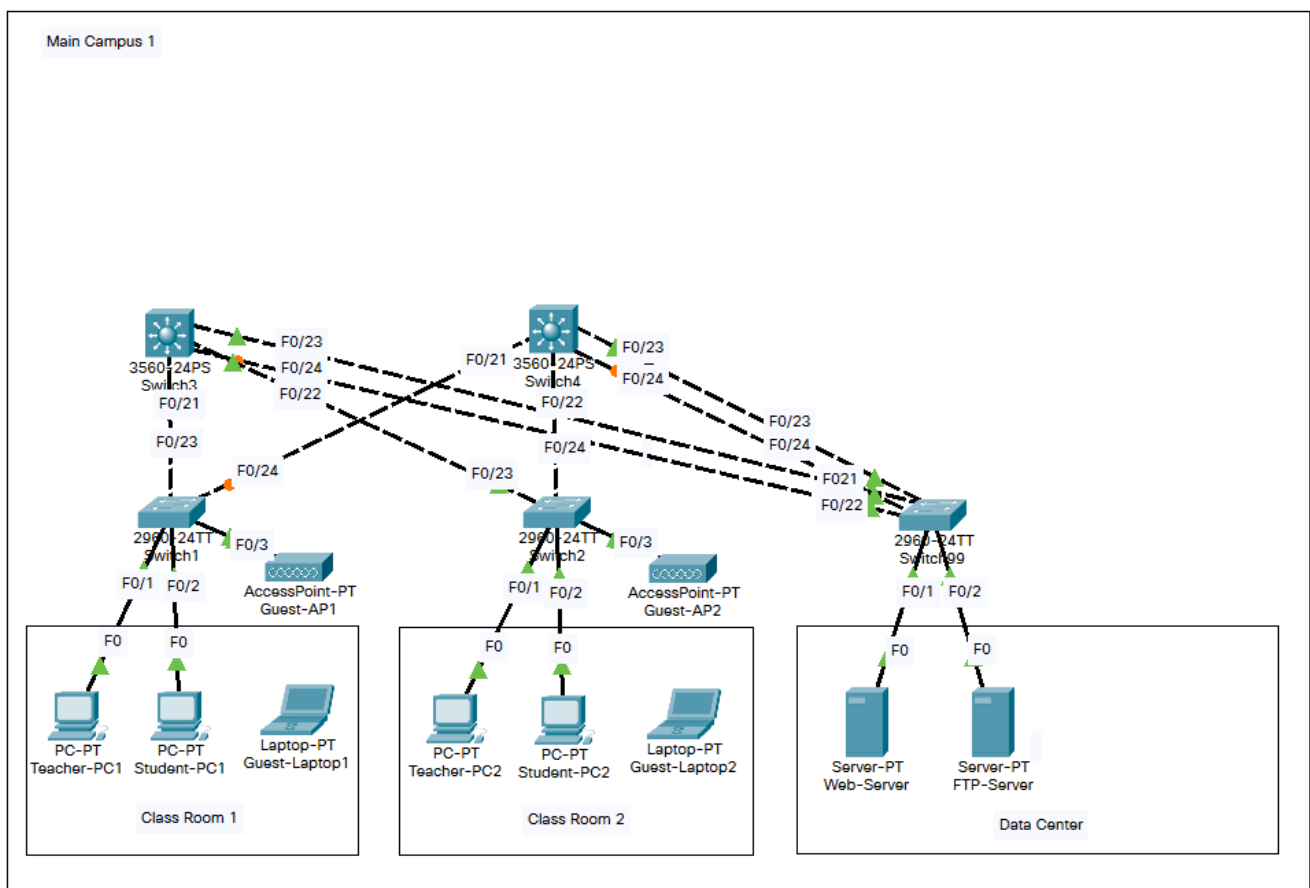 Main Campus 1
3560-24PS
Switch3
3560-24PS
Switch4
F0/23
F0/24
F0/22
F0/21
F0/23
F0/24
F0/21
F0/22
F0/23
F0/24
F0/23
F0/24
F0/23
F0/24
F021
F0/22
2960-24TT
Switch1
F0/3
AccessPoint-PT
Guest-AP1
2960-24TT
Switch2
F0/3
AccessPoint-PT
Guest-AP2
2960-24TT
Switch99
F0/1
F0/2
F0/1
F0/2
F0/1
F0/2
F0
F0
F0
F0
F0
F0
PC-PT
Teacher-PC1
PC-PT
Student-PC1
Laptop-PT
Guest-Laptop1
PC-PT
Teacher-PC2
PC-PT
Student-PC2
Laptop-PT
Guest-Laptop2
Server-PT
Web-Server
Server-PT
FTP-Server
Class Room 1
Class Room 2
Data Center